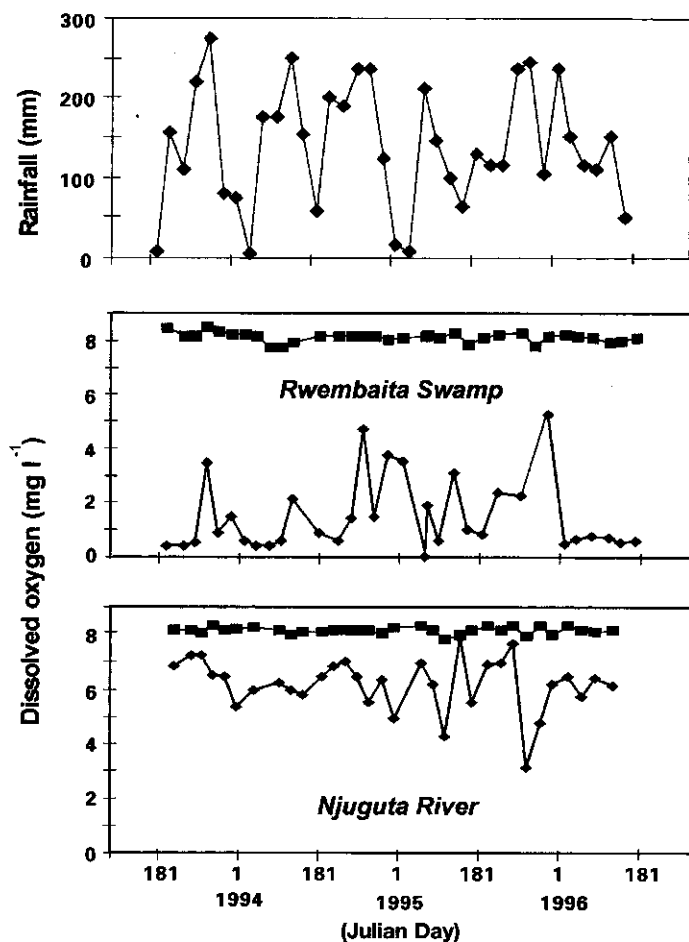 300
200
100
0
Rainfall (mm)
8
6
4
2
0
Rwembaita Swamp
Dissolved oxygen (mg l⁻¹)
8
6
4
2
0
Njuguta River
181 1 181 1 181 1 181
1994 1995 1996
(Julian Day)